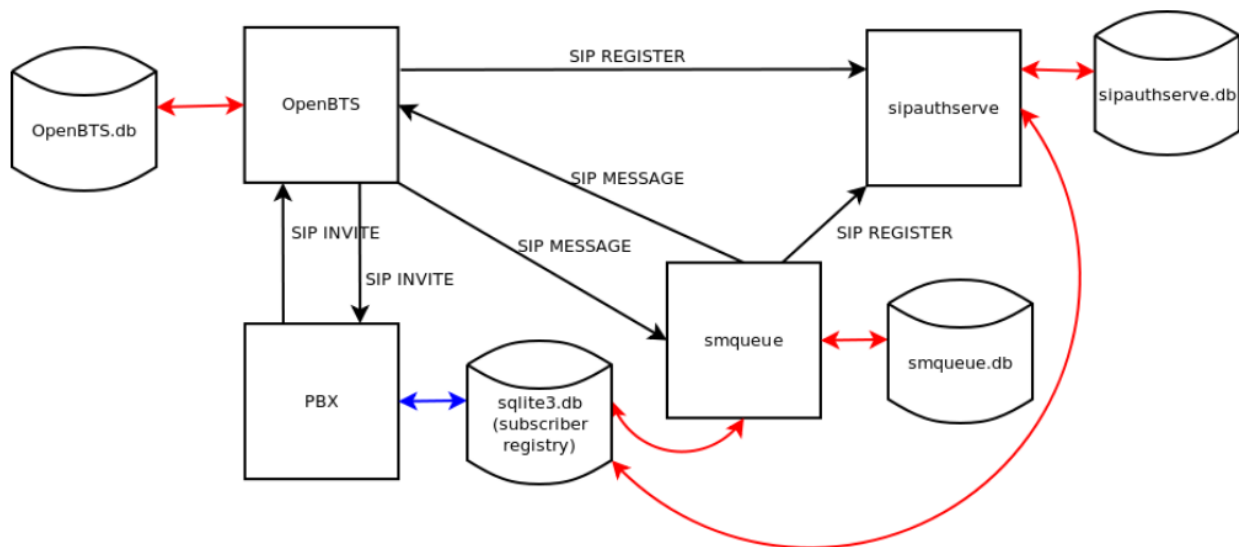 SIP REGISTER
OpenBTS
sipauthserve
sipauthserve.db
OpenBTS.db
SIP MESSAGE
SIP INVITE
SIP MESSAGE
SIP REGISTER
SIP INVITE
smqueue
smqueue.db
PBX
sqlite3.db
(subscriber
registry)